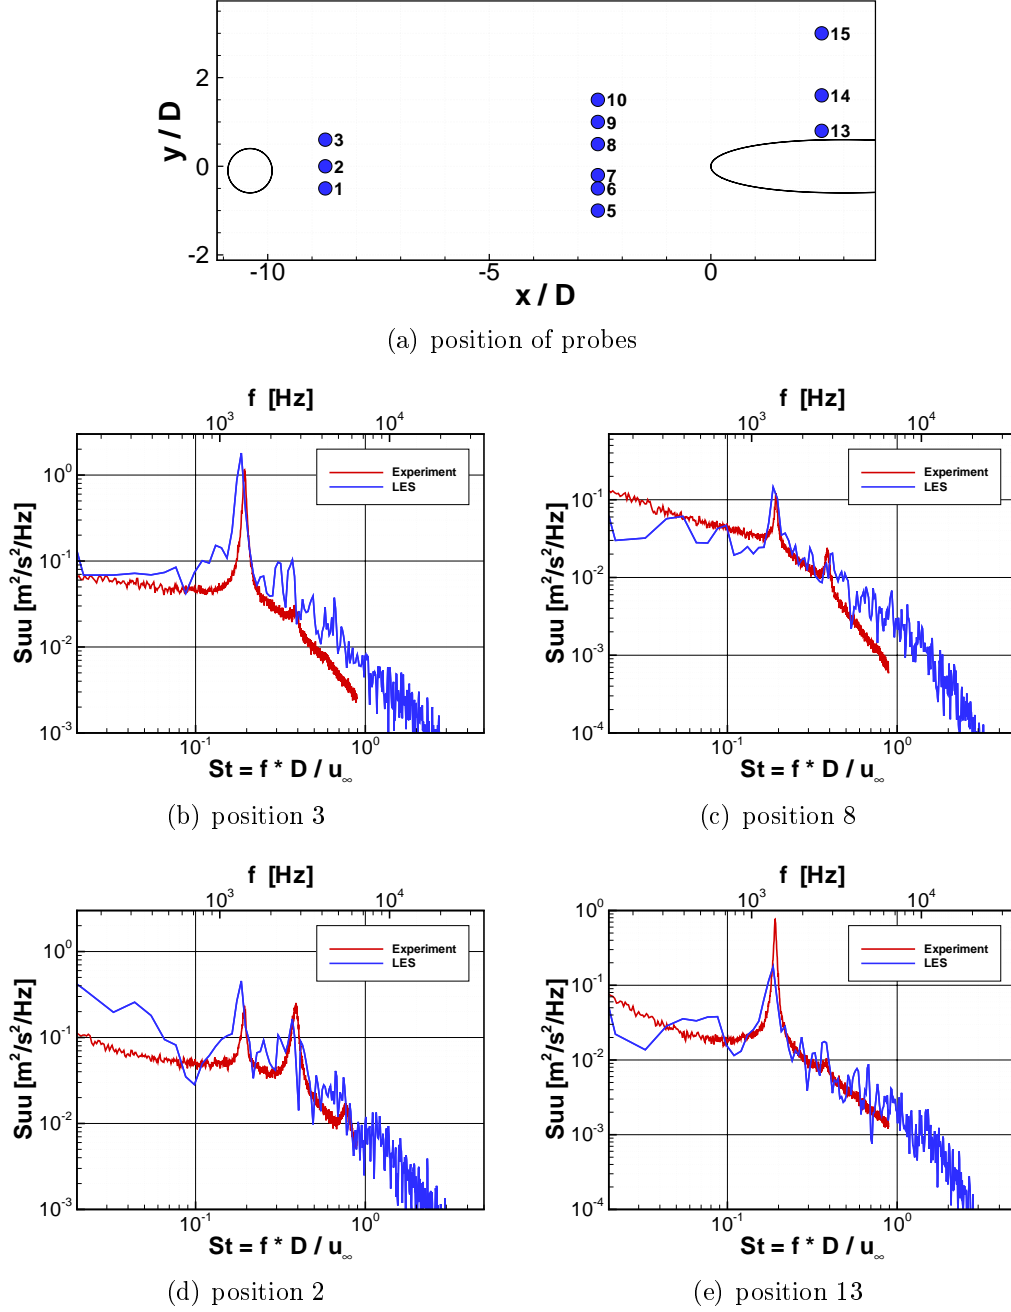 15
2
14
10
9
13
3
8
y / D
0
2
7
1
6
5
-2
-10
-5
0
x / D
(a) position of probes
f [Hz]
f [Hz]
10³
10⁴
10³
10⁴
10⁰
Experiment
LES
10⁻¹
Experiment
LES
10⁻¹
10⁻²
10⁻²
10⁻³
10⁻³
10⁻⁴
Suu [m²/s²/Hz]
Suu [m²/s²/Hz]
10⁻¹
10⁰
10⁻¹
10⁰
St = f * D / u∞
St = f * D / u∞
(b) position 3
(c) position 8
f [Hz]
f [Hz]
10³
10⁴
10³
10⁴
10⁰
10⁰
Experiment
LES
Experiment
LES
10⁻¹
10⁻¹
10⁻²
10⁻²
10⁻³
10⁻³
10⁻⁴
Suu [m²/s²/Hz]
Suu [m²/s²/Hz]
10⁻¹
10⁰
10⁻¹
10⁰
St = f * D / u∞
St = f * D / u∞
(d) position 2
(e) position 13